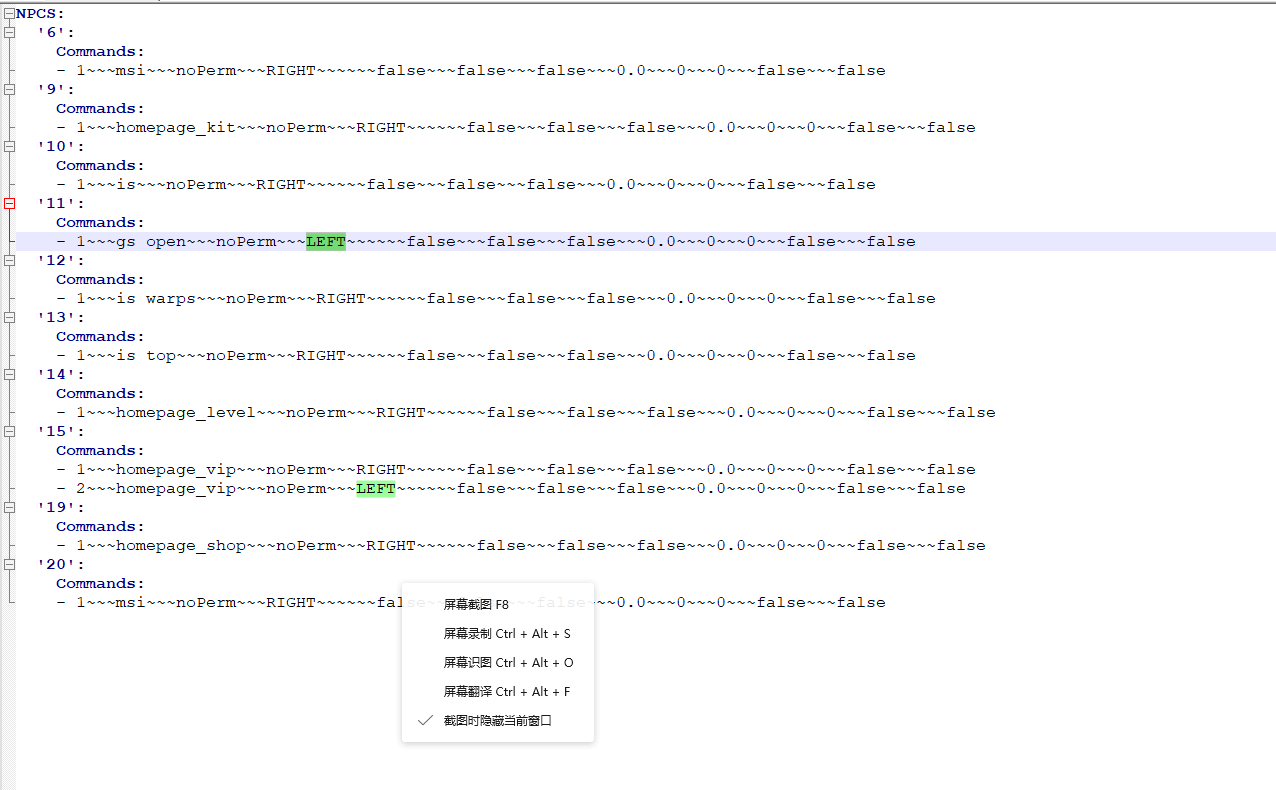 NPCS:
'6':
Commands:
- 1~~~msi~~~noPerm~~~RIGHT~~~~~~false~~~false~~~false~~~0.0~~~0~~~0~~~false~~~false
'9':
Commands:
- 1~~~homepage_kit~~~noPerm~~~RIGHT~~~~~~false~~~false~~~false~~~0.0~~~0~~~0~~~false~~~false
'10':
Commands:
- 1~~~is~~~noPerm~~~RIGHT~~~~~~false~~~false~~~false~~~0.0~~~0~~~0~~~false~~~false
'11':
Commands:
- 1~~~gs open~~~noPerm~~~LEFT~~~~~~false~~~false~~~false~~~0.0~~~0~~~0~~~false~~~false
'12':
Commands:
- 1~~~is warps~~~noPerm~~~RIGHT~~~~~~false~~~false~~~false~~~0.0~~~0~~~0~~~false~~~false
'13':
Commands:
- 1~~~is top~~~noPerm~~~RIGHT~~~~~~false~~~false~~~false~~~0.0~~~0~~~0~~~false~~~false
'14':
Commands:
- 1~~~homepage_level~~~noPerm~~~RIGHT~~~~~~false~~~false~~~false~~~0.0~~~0~~~0~~~false~~~false
'15':
Commands:
- 1~~~homepage_vip~~~noPerm~~~RIGHT~~~~~~false~~~false~~~false~~~0.0~~~0~~~0~~~false~~~false
- 2~~~homepage_vip~~~noPerm~~~LEFT~~~~~~false~~~false~~~false~~~0.0~~~0~~~0~~~false~~~false
'19':
Commands:
- 1~~~homepage_shop~~~noPerm~~~RIGHT~~~~~~false~~~false~~~false~~~0.0~~~0~~~0~~~false~~~false
'20':
Commands:
- 1~~~msi~~~noPerm~~~RIGHT~~~~~~false~~~ ~~~false~~~0.0~~~0~~~0~~~false~~~false
屏幕截图 F8
屏幕录制 Ctrl + Alt + S
屏幕识图 Ctrl + Alt + O
屏幕翻译 Ctrl + Alt + F
截图时隐藏当前窗口